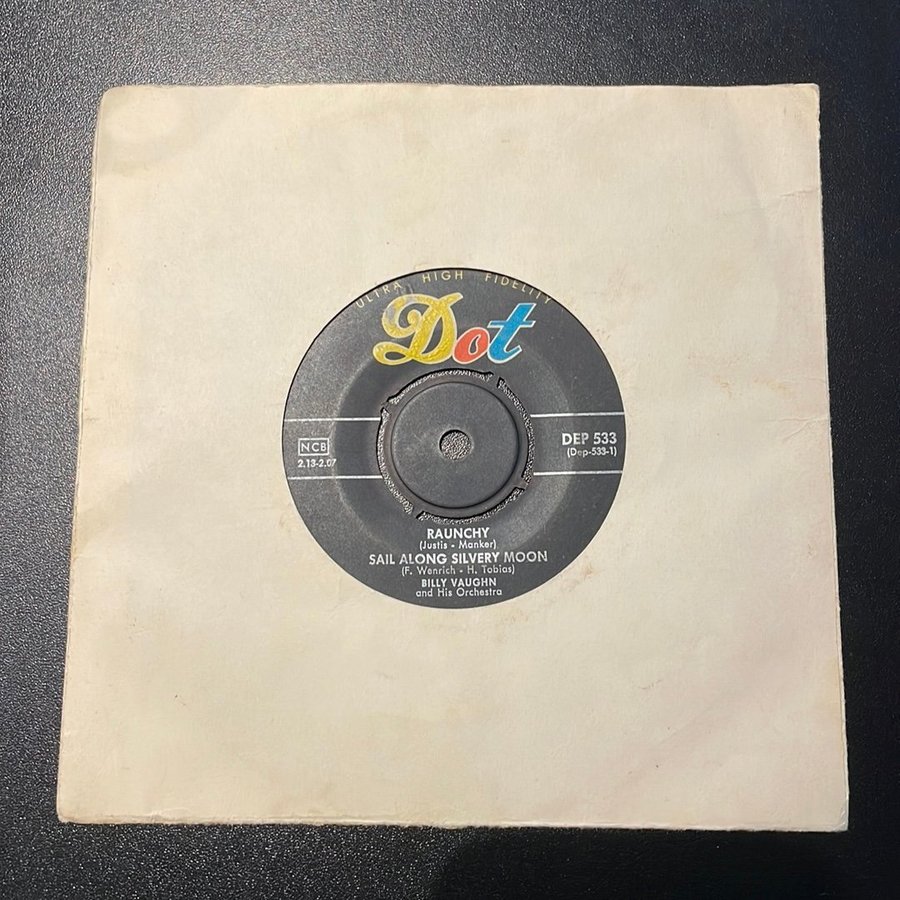 ULTRA HIGH FIDELITY
Dot
NCB
2.13-2.07
DEP 533
(Dep-533-1)
RAUNCHY
(Justis - Manker)
SAIL ALONG SILVERY MOON
(F. Wenrich - H. Tobias)
BILLY VAUGHN
and His Orchestra